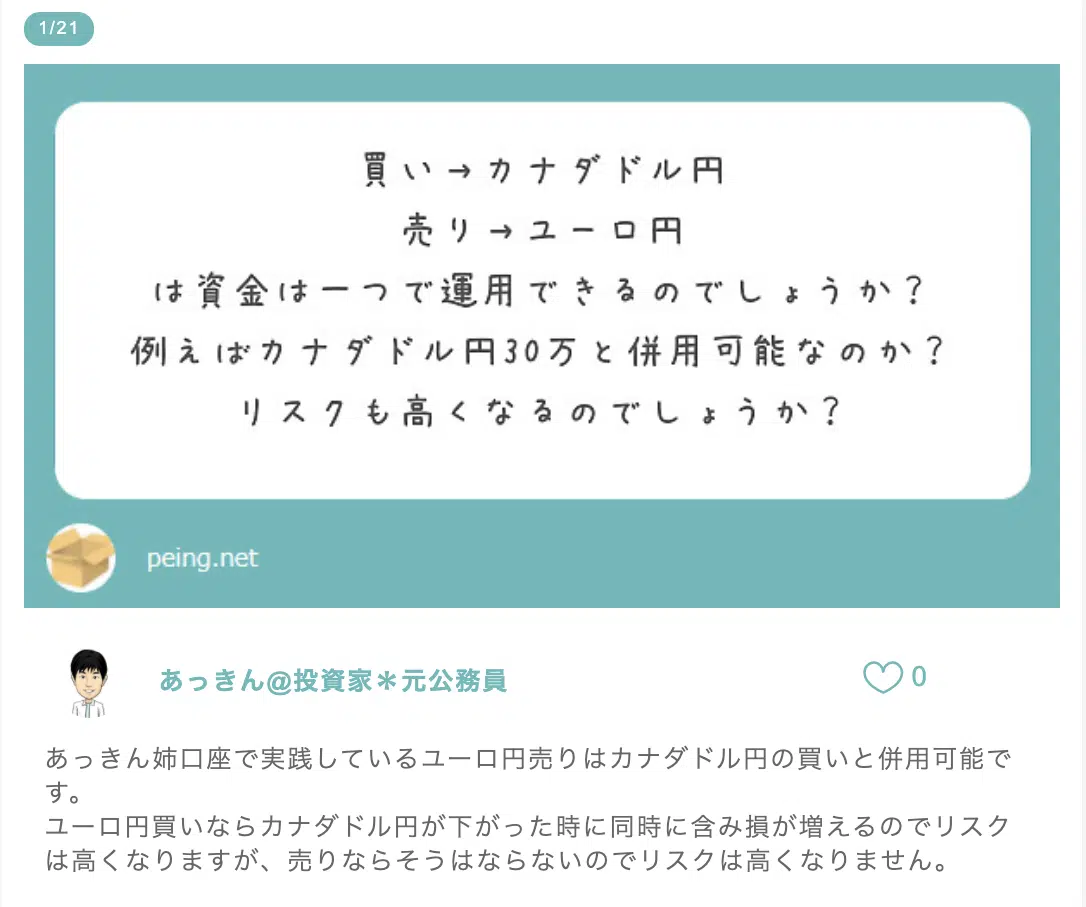 1/21
買い→カナダドル円
売り→ユーロ円
は資金は一つで運用できるのでしょうか?
例えばカナダドル円30万と併用可能なのか?
リスクも高くなるのでしょうか?
peing.net
あっきん@投資家＊元公務員
0
あっきん姉口座で実践しているユーロ円売りはカナダドル円の買いと併用可能で
す。
ユーロ円買いならカナダドル円が下がった時に同時に含み損が増えるのでリスク
は高くなりますが、売りならそうはならないのでリスクは高くなりません。